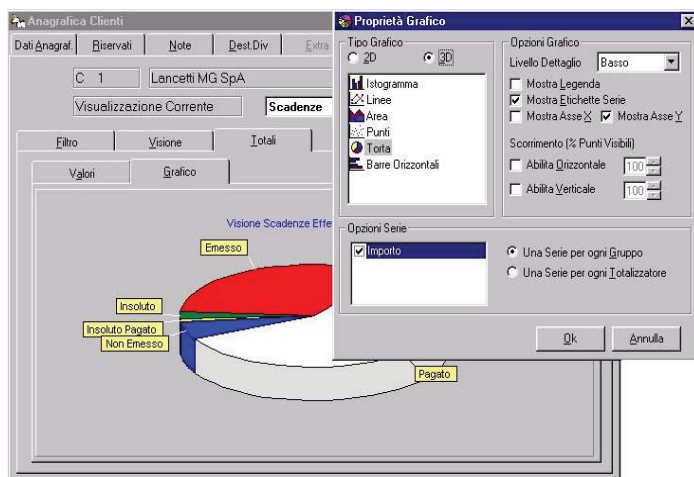 Anagrafica Clienti
Dati Anagraf.
Riservati
Note
Dest.Div
Extra
C 1
Lancetti MG SpA
Visualizzazione Corrente
Scadenze
Filtro
Visione
Totali
Valori
Grafico
Visione Scadenze Effe
Emesso
Insoluto
Insoluto Pagato
Non Emesso
Pagato
Proprietà Grafico
Tipo Grafico
2D
3D
Istogramma
Linee
Area
Punti
Torta
Barre Orizzontali
Opzioni Grafico
Livello Dettaglio
Basso
Mostra Legenda
Mostra Etichette Serie
Mostra Asse X
Mostra Asse Y
Scorrimento (% Punti Visibili)
Abilita Orizzontale
100
Abilita Verticale
100
Opzioni Serie
Importo
Una Serie per ogni Gruppo
Una Serie per ogni Totalizzatore
Ok
Annulla